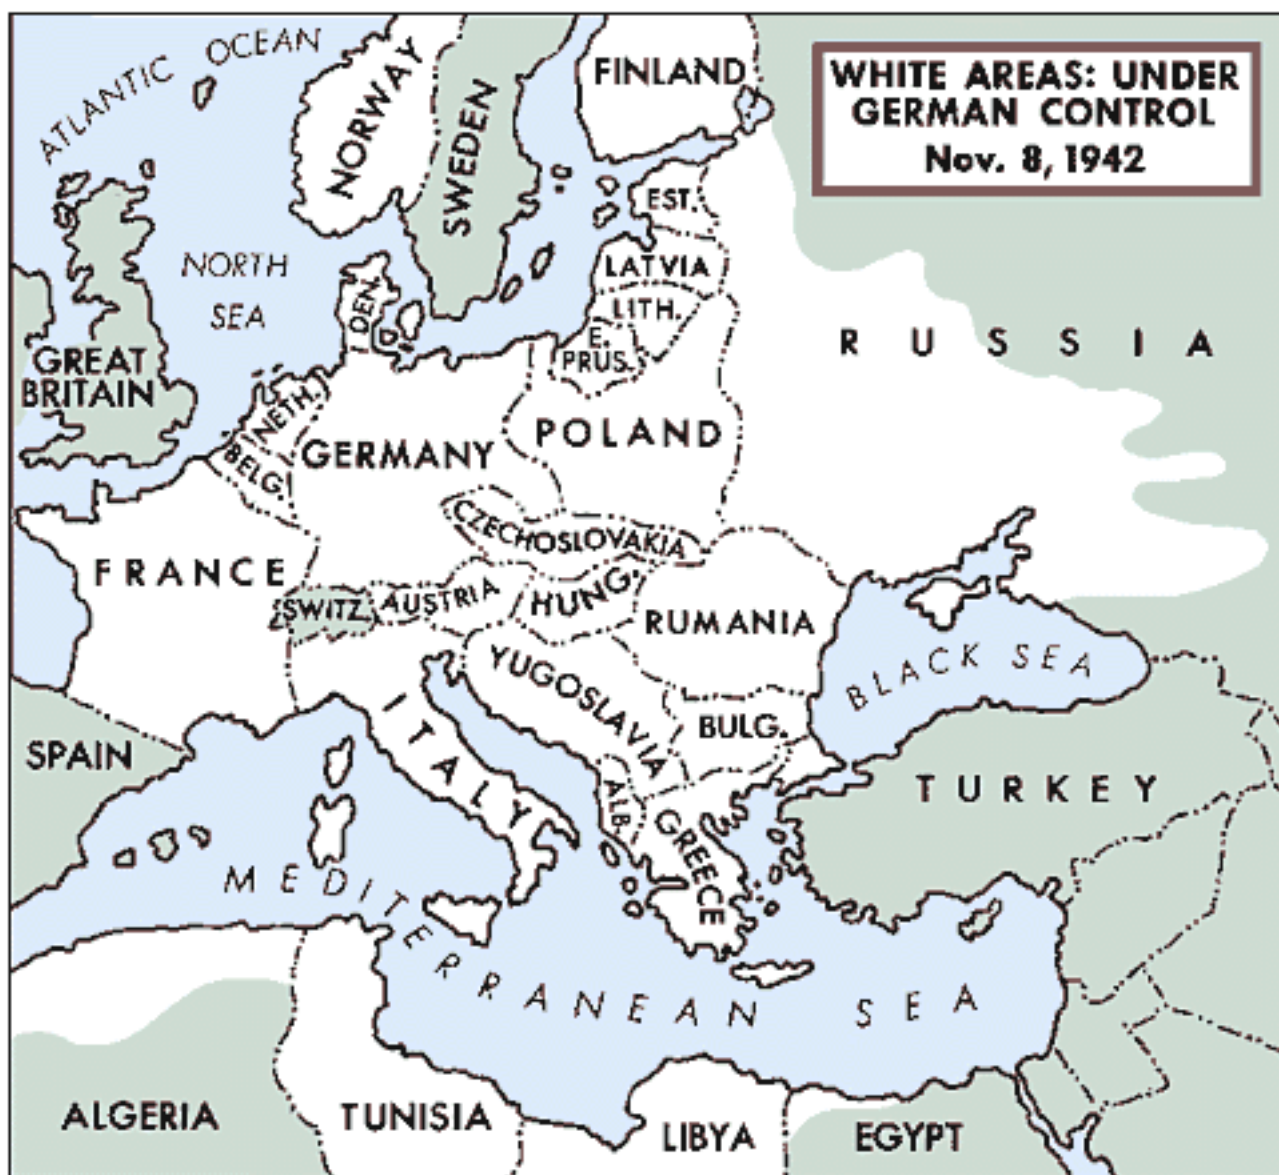 ATLANTIC OCEAN
NORWAY
SWEDEN
FINLAND
WHITE AREAS: UNDER
GERMAN CONTROL
Nov. 8, 1942
EST.
NORTH
SEA
LATVIA
DEN.
LITH.
E.
PRUS.
RUSSIA
GREAT
BRITAIN
NETH.
BELG.
GERMANY
POLAND
CZECHOSLOVAKIA
FRANCE
SWITZ.
AUSTRIA
HUNG.
RUMANIA
BLACK SEA
YUGOSLAVIA
BULG.
ITALY
SPAIN
ALB.
GREECE
TURKEY
MEDITERRANEAN SEA
ALGERIA
TUNISIA
LIBYA
EGYPT